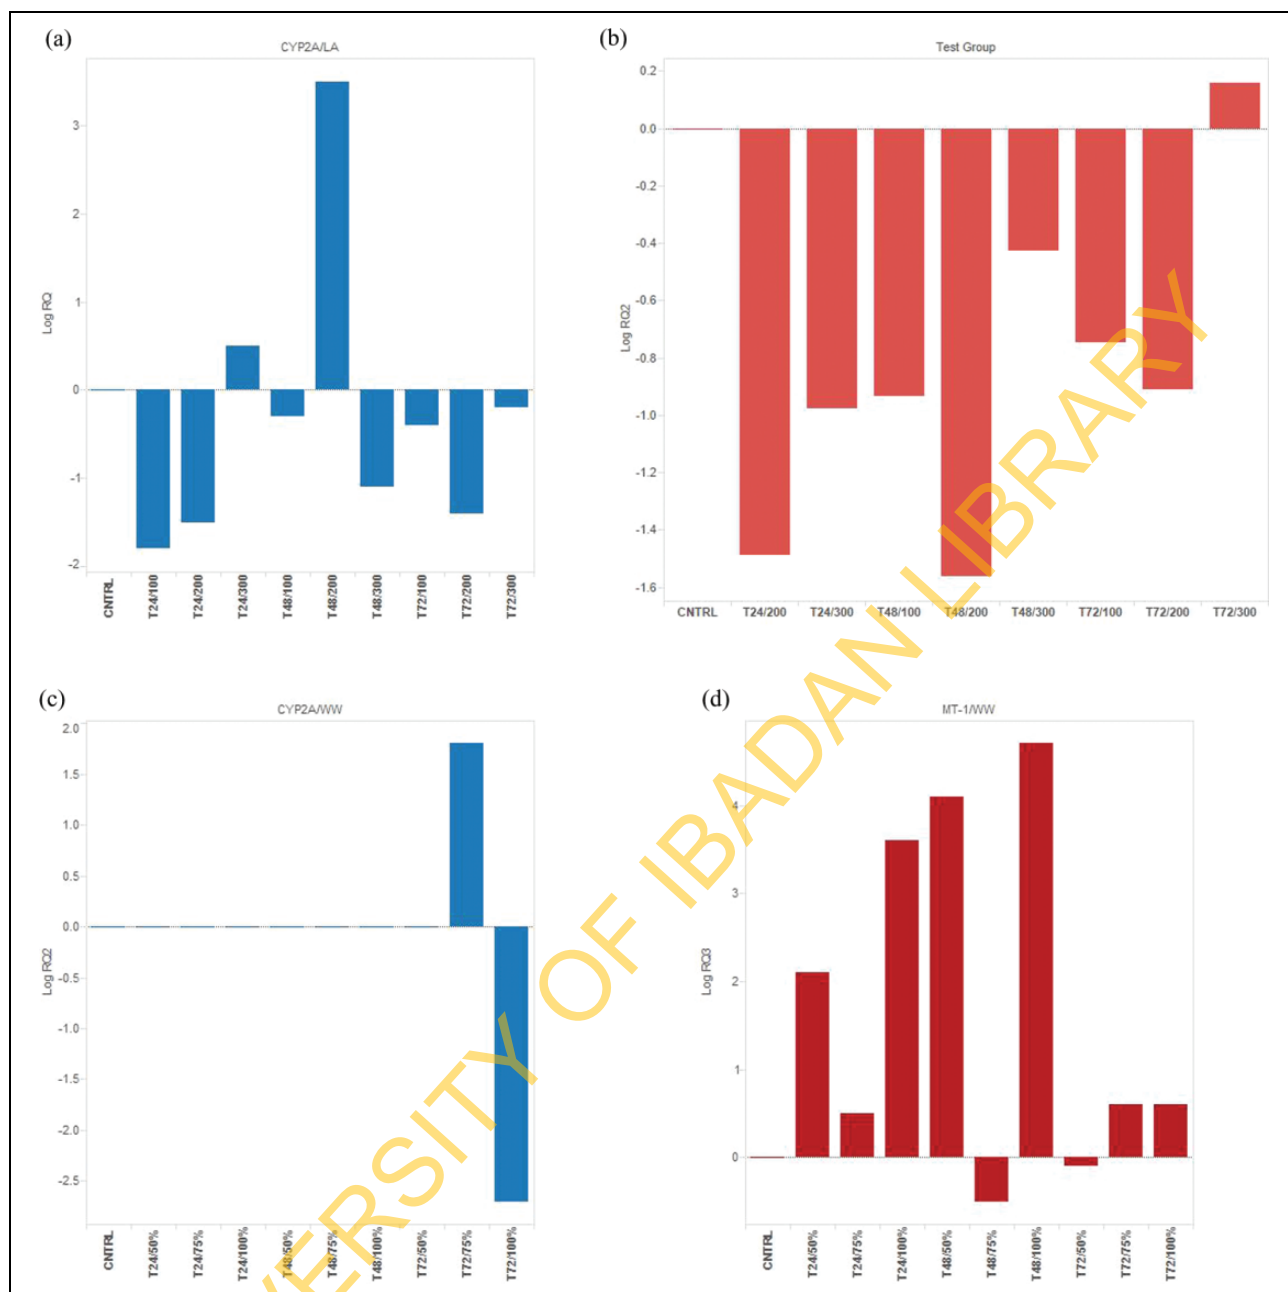 (a)
CYP2A/LA
Log RQ
3
2
1
0
-1
-2
CNTRL
T24/100
T24/200
T24/300
T48/100
T48/200
T48/300
T72/100
T72/200
T72/300
(b)
Test Group
Log RQ2
0.2
0.0
-0.2
-0.4
-0.6
-0.8
-1.0
-1.2
-1.4
-1.6
CNTRL T24/200 T24/300 T48/100 T48/200 T48/300 T72/100 T72/200 T72/300
(c)
CYP2A/WW
Log RQ2
2.0
1.5
1.0
0.5
0.0
-0.5
-1.0
-1.5
-2.0
-2.5
CNTRL
T24/50%
T24/75%
T24/100%
T48/50%
T48/75%
T48/100%
T72/50%
T72/75%
T72/100%
(d)
MT-1/WW
Log RQ3
4
3
2
1
0
CNTRL
T24/50%
T24/75%
T24/100%
T48/50%
T48/75%
T48/100%
T72/50%
T72/75%
T72/100%
VERSITY OF IBADAN LIBRARY